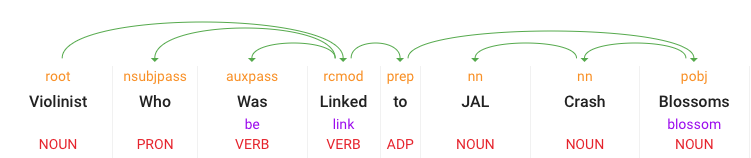 root nsubjpass auxpass rcmod prep nn nn pobj
Violinist Who Was Linked to JAL Crash Blossoms
be link blossom
NOUN PRON VERB VERB ADP NOUN NOUN NOUN